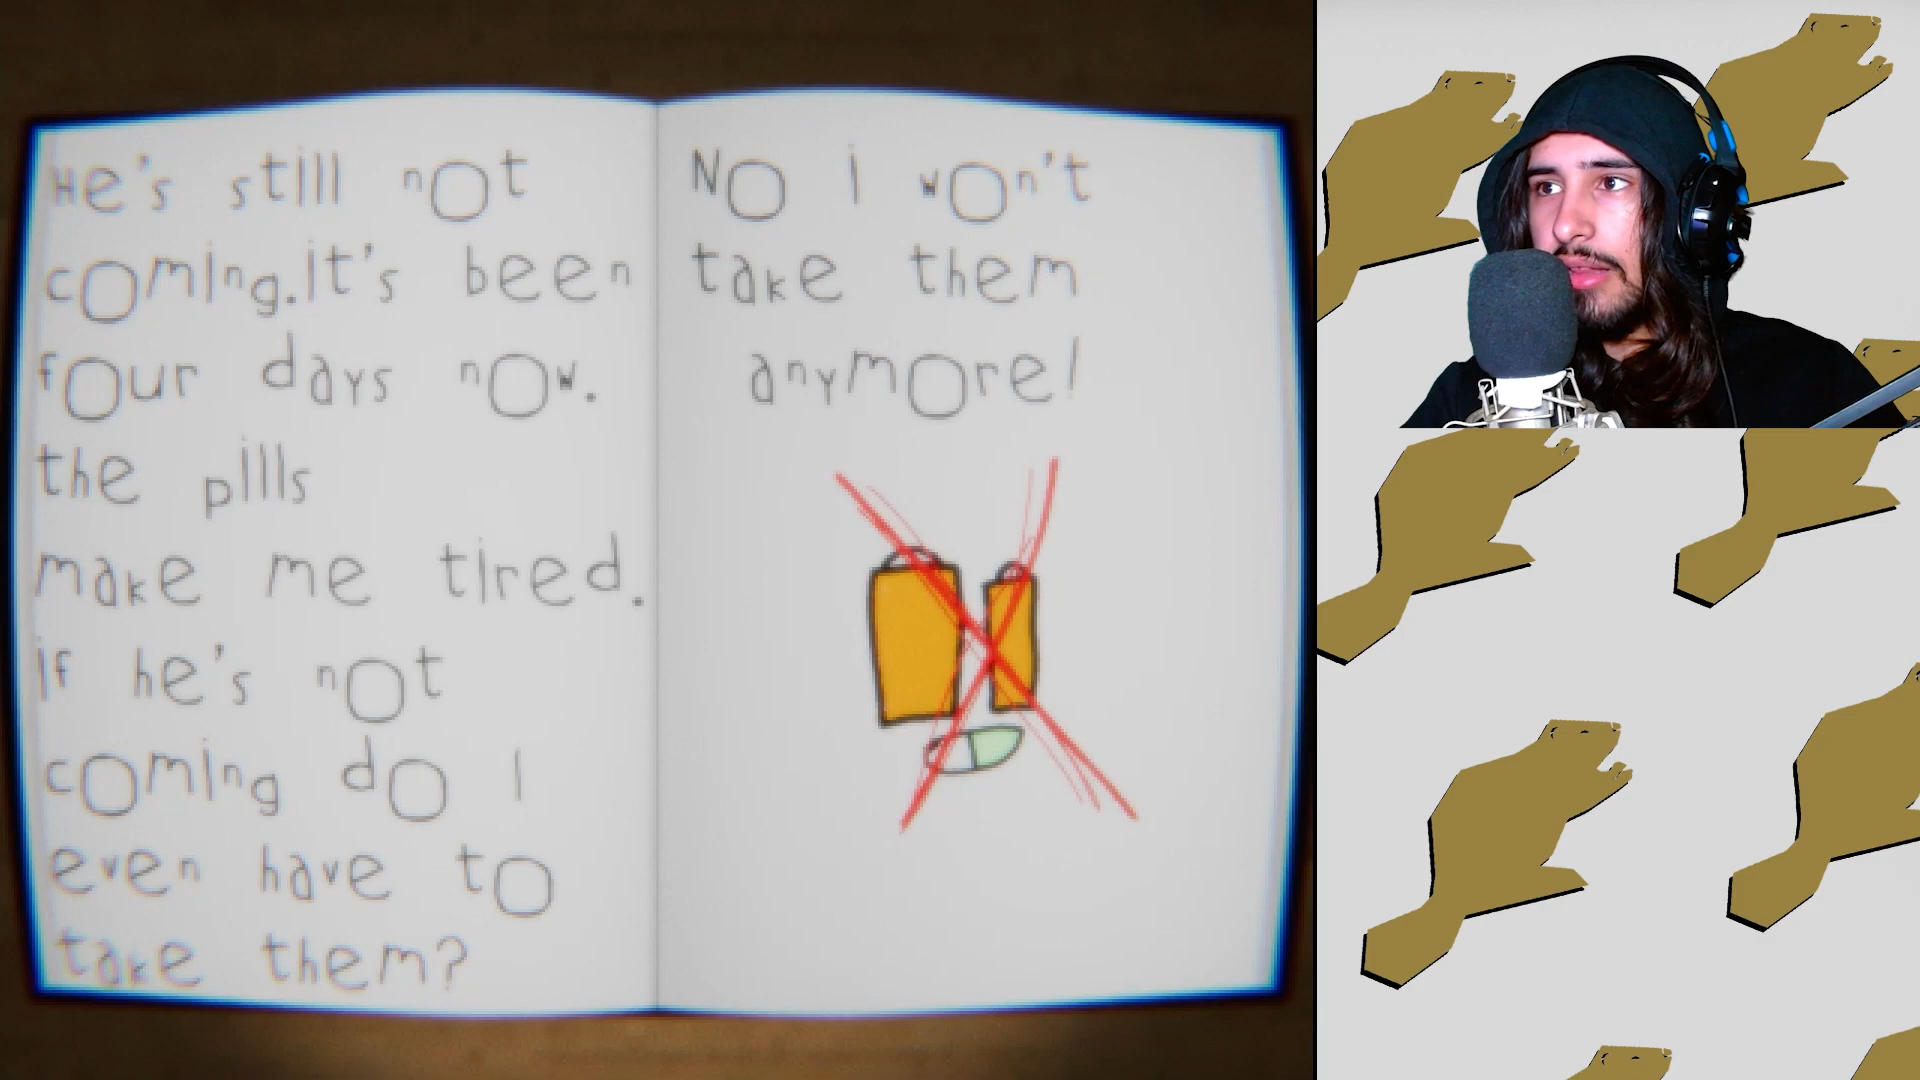 He's still not
coming.it's been
four days now.
the pills
make me tired.
if he's not
coming do I
even have to
take them?
NO i won't
take them
anymore!